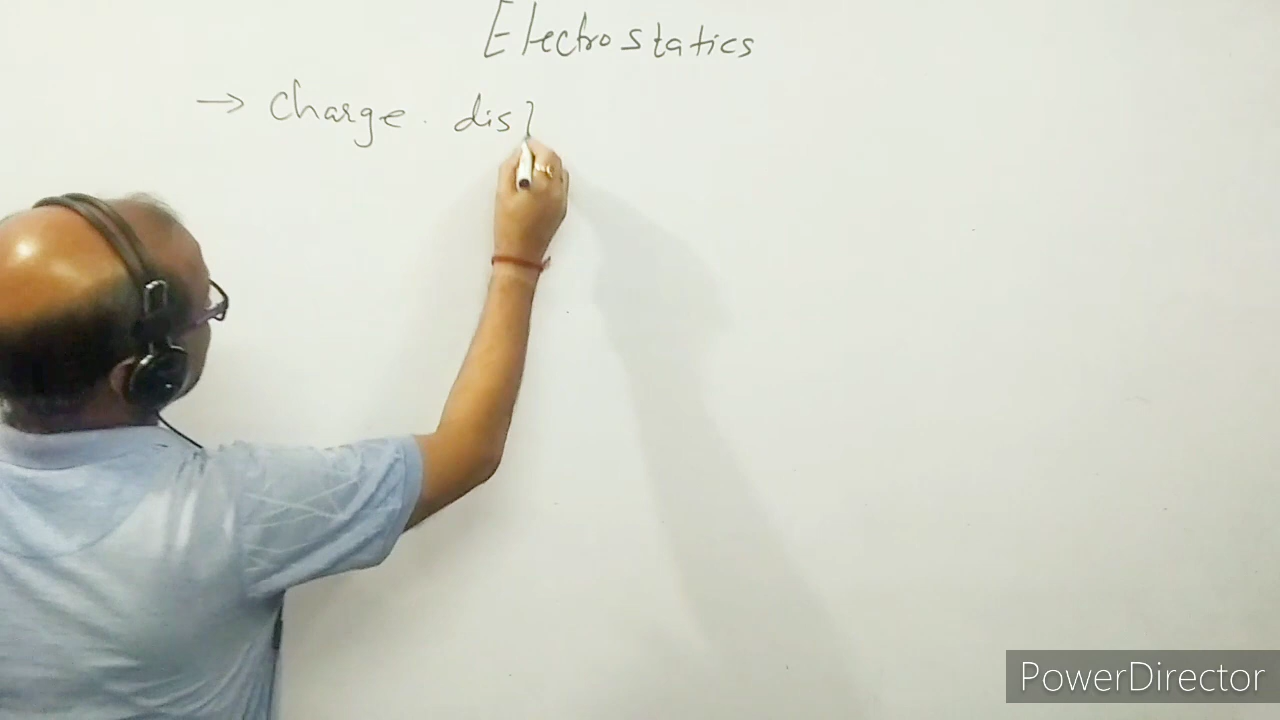 Electrostatics
→ Charge dis
PowerDirector